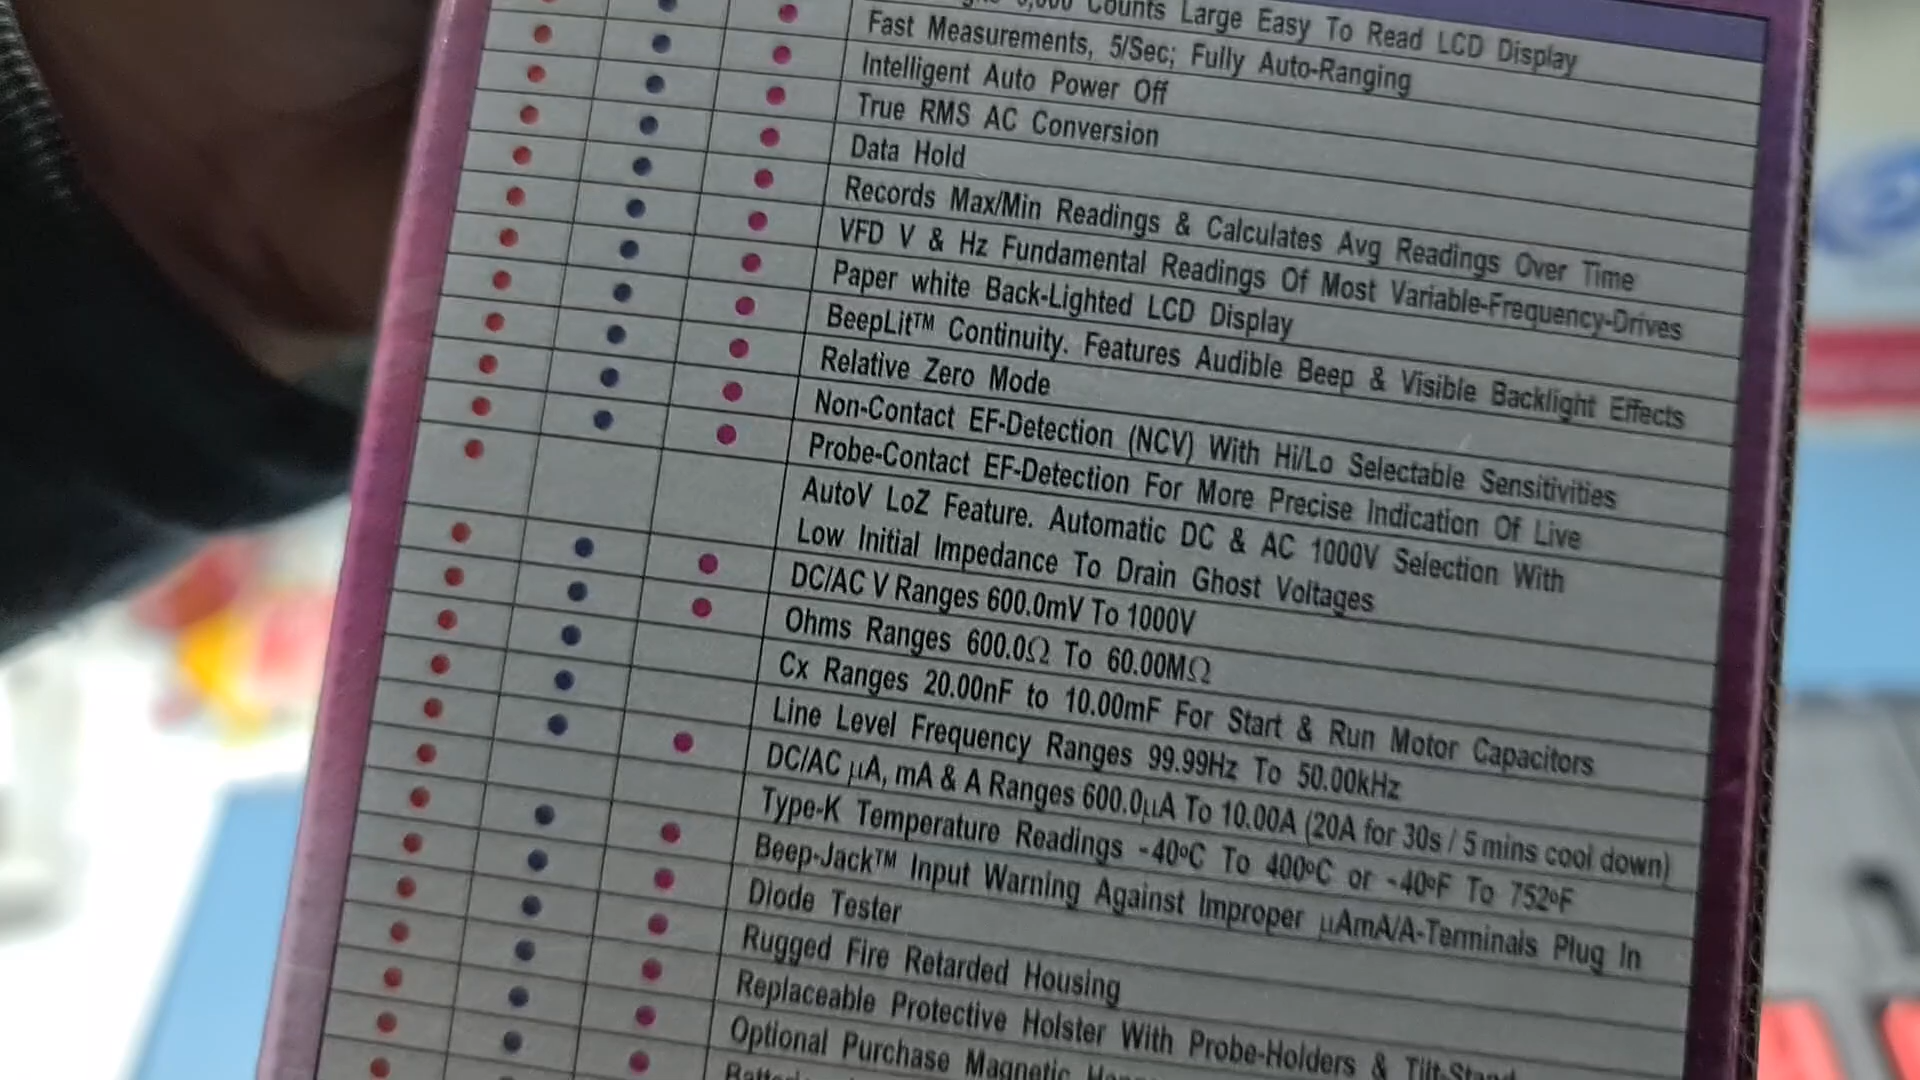 6,000 Counts Large Easy To Read LCD Display
Fast Measurements, 5/Sec; Fully Auto-Ranging
Intelligent Auto Power Off
True RMS AC Conversion
Data Hold
Records Max/Min Readings & Calculates Avg Readings Over Time
VFD V & Hz Fundamental Readings Of Most Variable-Frequency-Drives
Paper white Back-Lighted LCD Display
BeepLit™ Continuity. Features Audible Beep & Visible Backlight Effects
Relative Zero Mode
Non-Contact EF-Detection (NCV) With Hi/Lo Selectable Sensitivities
Probe-Contact EF-Detection For More Precise Indication Of Live
AutoV LoZ Feature. Automatic DC & AC 1000V Selection With
Low Initial Impedance To Drain Ghost Voltages
DC/AC V Ranges 600.0mV To 1000V
Ohms Ranges 600.0Ω To 60.00MΩ
Cx Ranges 20.00nF to 10.00mF For Start & Run Motor Capacitors
Line Level Frequency Ranges 99.99Hz To 50.00kHz
DC/AC µA, mA & A Ranges 600.0µA To 10.00A (20A for 30s / 5 mins cool down)
Type-K Temperature Readings -40ºC To 400ºC or -40ºF To 752ºF
Beep-Jack™ Input Warning Against Improper µAmA/A-Terminals Plug In
Diode Tester
Rugged Fire Retarded Housing
Replaceable Protective Holster With Probe-Holders & Tilt-Stand
Optional Purchase Magnetic